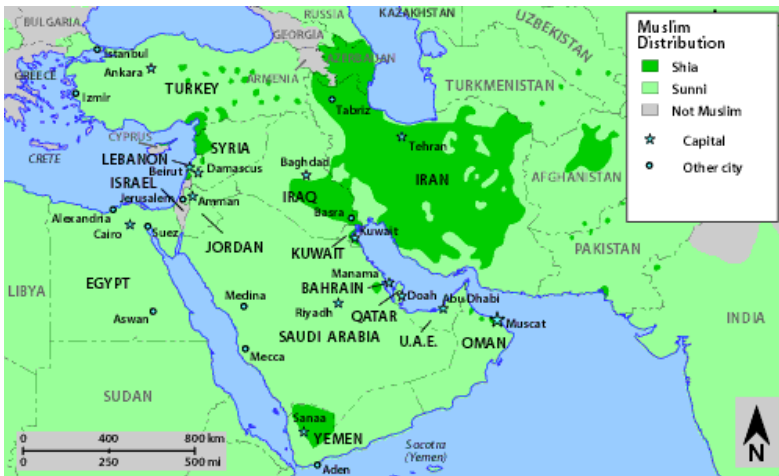 RUSSIA
KAZAKHSTAN
BULGARIA
GEORGIA
UZBEKISTAN
Istanbul
GREECE
Ankara
AZERBAIJAN
ARMENIA
TURKEY
TURKMENISTAN
Izmir
Tabriz
CYPRUS
Tehran
CRETE
SYRIA
LEBANON
Beirut
Damascus
Baghdad
IRAN
AFGHANISTAN
ISRAEL
Jerusalem
Amman
IRAQ
Basra
Alexandria
Cairo
Suez
JORDAN
Kuwait
KUWAIT
PAKISTAN
Manama
BAHRAIN
EGYPT
LIBYA
Medina
Riyadh
Doah
Abu Dhabi
QATAR
Aswan
SAUDI ARABIA
U.A.E.
OMAN
Muscat
INDIA
Mecca
SUDAN
Sanaa
YEMEN
Aden
Socotra
(Yemen)
Muslim
Distribution
Shia
Sunni
Not Muslim
Capital
Other city
0 400 800 km
0 250 500 mi
N